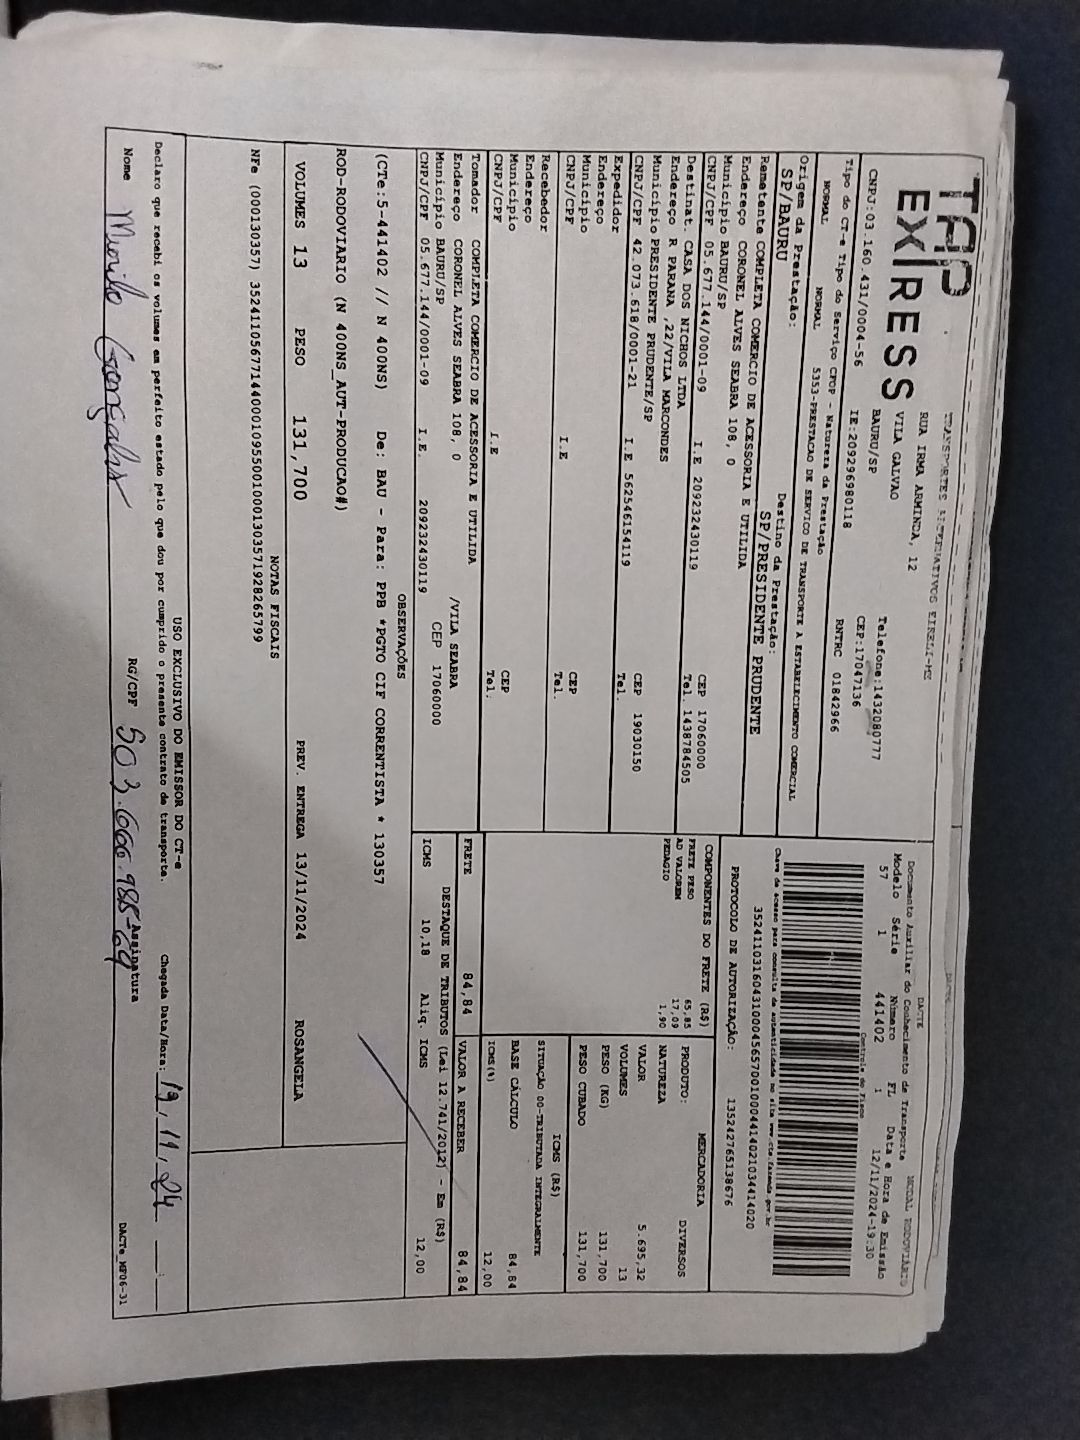 TAP
EXPRESS
TRANSPORTES ALTERNATIVOS EIRELI-ME
RUA IRMA ARMINDA, 12
VILA GALVAO
BAURU/SP
Telefone:1432080777
CEP:17047136
CNPJ:03.160.431/0004-56 IE:209296980118 RNTRC 01842966
Tipo do CT-e Tipo do Serviço CFOP - Natureza da Prestação
NORMAL NORMAL 5353-PRESTACAO DE SERVICO DE TRANSPORTE A ESTABELECIMENTO COMERCIAL
Origem da Prestação: Destino da Prestação:
SP/BAURU SP/PRESIDENTE PRUDENTE
Remetente COMPLETA COMERCIO DE ACESSORIA E UTILIDA
Endereço CORONEL ALVES SEABRA 108, 0
Município BAURU/SP CEP 17060000
CNPJ/CPF 05.677.144/0001-09 I.E 209232430119 Tel. 1438784505
Destinat. CASA DOS NICHOS LTDA
Endereço R PARANA ,22/VILA MARCONDES
Município PRESIDENTE PRUDENTE/SP CEP 19030150
CNPJ/CPF 42.073.618/0001-21 I.E 562546154119 Tel.
Expedidor
Endereço
Município CEP
CNPJ/CPF I.E Tel.
Recebedor
Endereço
Município CEP
CNPJ/CPF I.E Tel.
Tomador COMPLETA COMERCIO DE ACESSORIA E UTILIDA
Endereço CORONEL ALVES SEABRA 108, 0 /VILA SEABRA
Município BAURU/SP CEP 17060000
CNPJ/CPF 05.677.144/0001-09 I.E. 209232430119
DACTE
MODAL RODOVIÁRIO
Documento Auxiliar do Conhecimento de Transporte
Modelo Série Número FL Data e Hora de Emissão
57 1 441402 1 12/11/2024-19:30
Controle do Fisco
Chave de acesso para consulta de autenticidade no site www.cte.fazenda.gov.br
PROTOCOLO DE AUTORIZAÇÃO: 135242765138676
COMPONENTES DO FRETE (R$)
FRETE PESO 65,85
AD VALOREM 17,09
PEDAGIO 1,90
MERCADORIA
PRODUTO: DIVERSOS
NATUREZA
VALOR 5.695,32
VOLUMES 13
PESO (KG) 131,700
PESO CUBADO 131,700
ICMS (R$)
SITUAÇÃO 00-TRIBUTADA INTEGRALMENTE
BASE CÁLCULO 84,84
ICMS(%) 12,00
FRETE 84,84 VALOR A RECEBER 84,84
DESTAQUE DE TRIBUTOS (Lei 12.741/2012) - Em (R$)
ICMS 10,18 Aliq. ICMS 12,00
OBSERVAÇÕES
(CTe:5-441402 // N 400NS) De: BAU - Para: PPB *PGTO CIF CORRENTISTA * 130357
ROD-RODOVIARIO (N 400NS_AUT-PRODUCAO#)
VOLUMES 13 PESO 131,700 PREV. ENTREGA 13/11/2024 ROSANGELA
NOTAS FISCAIS
NFe (000130357) 35241105677144000109550010001303571928265799
USO EXCLUSIVO DO EMISSOR DO CT-e
Declaro que recebi os volumes em perfeito estado pelo que dou por cumprido o presente contrato de transporte. Chegada Data/Hora: 19/11/24
Nome RG/CPF Assinatura
DACTe_MF06-31